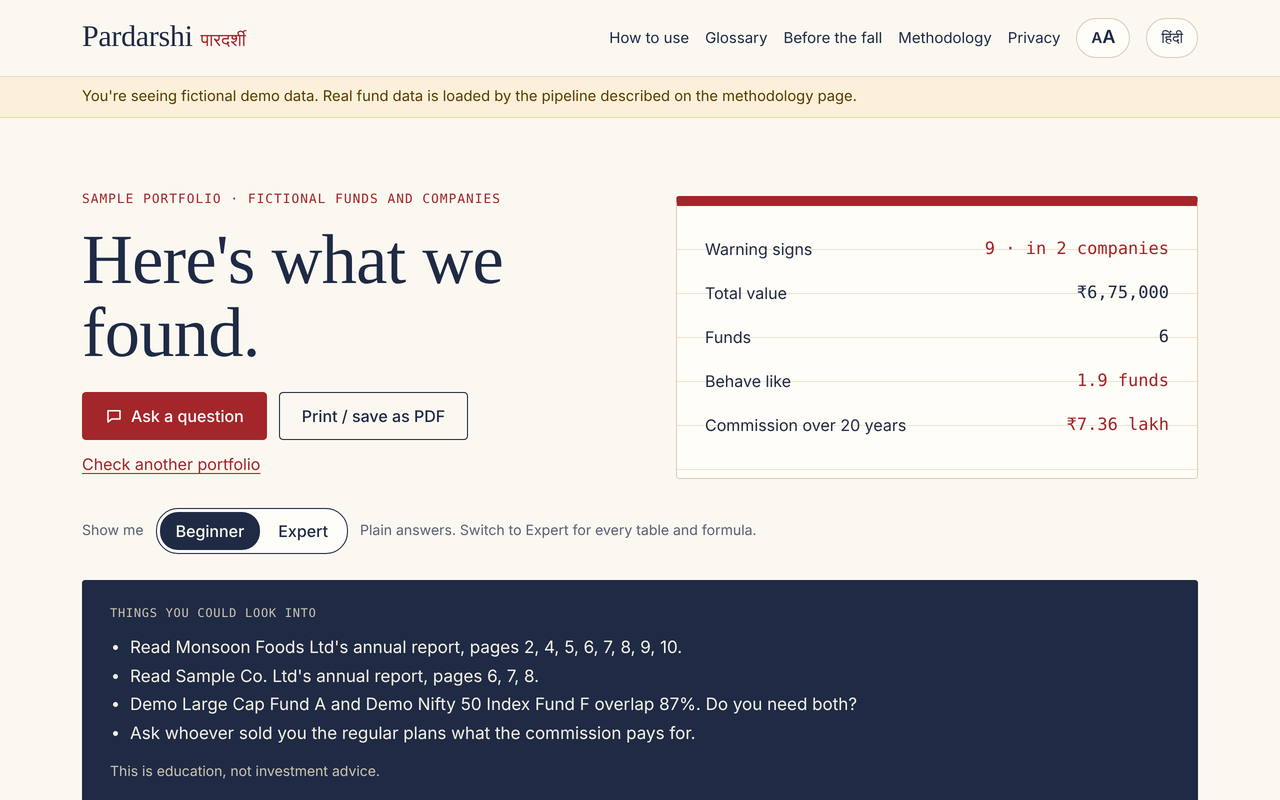 Pardarshi पारदर्शी
How to use Glossary Before the fall Methodology Privacy AA हिंदी
You're seeing fictional demo data. Real fund data is loaded by the pipeline described on the methodology page.
SAMPLE PORTFOLIO · FICTIONAL FUNDS AND COMPANIES
Here's what we
found.
Ask a question Print / save as PDF
Check another portfolio
Warning signs 9 · in 2 companies
Total value ₹6,75,000
Funds 6
Behave like 1.9 funds
Commission over 20 years ₹7.36 lakh
Show me Beginner Expert Plain answers. Switch to Expert for every table and formula.
THINGS YOU COULD LOOK INTO
• Read Monsoon Foods Ltd's annual report, pages 2, 4, 5, 6, 7, 8, 9, 10.
• Read Sample Co. Ltd's annual report, pages 6, 7, 8.
• Demo Large Cap Fund A and Demo Nifty 50 Index Fund F overlap 87%. Do you need both?
• Ask whoever sold you the regular plans what the commission pays for.
This is education, not investment advice.